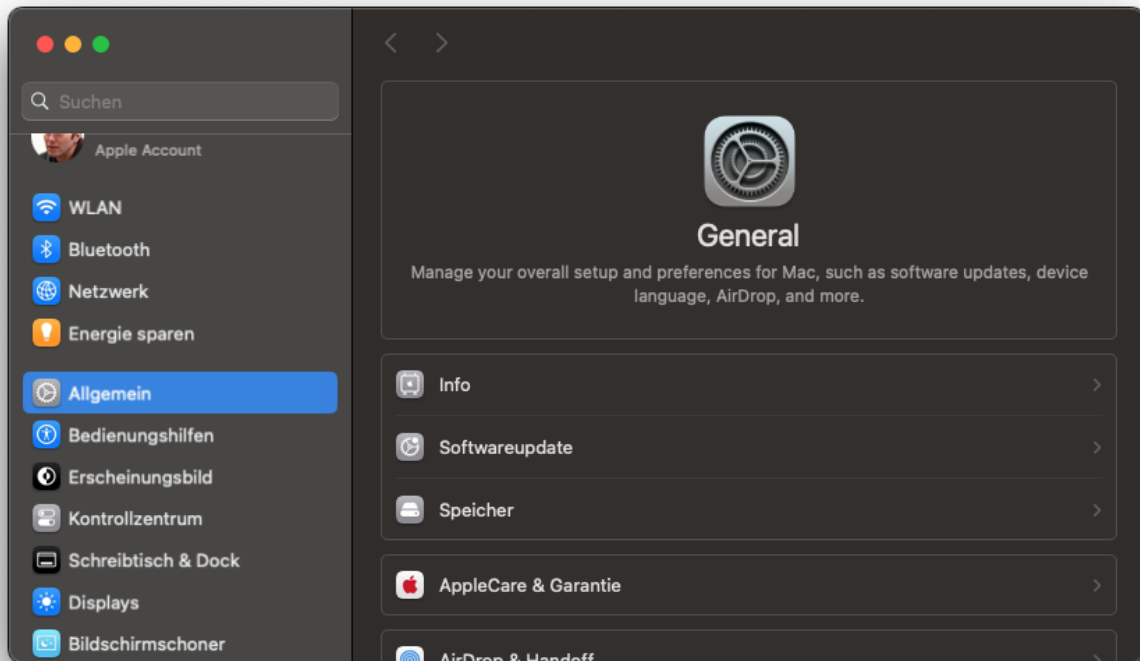 Suchen
Apple Account
WLAN
Bluetooth
Netzwerk
Energie sparen
Allgemein
Bedienungshilfen
Erscheinungsbild
Kontrollzentrum
Schreibtisch & Dock
Displays
Bildschirmschoner
General
Manage your overall setup and preferences for Mac, such as software updates, device
language, AirDrop, and more.
Info
Softwareupdate
Speicher
AppleCare & Garantie
AirDrop & Handoff